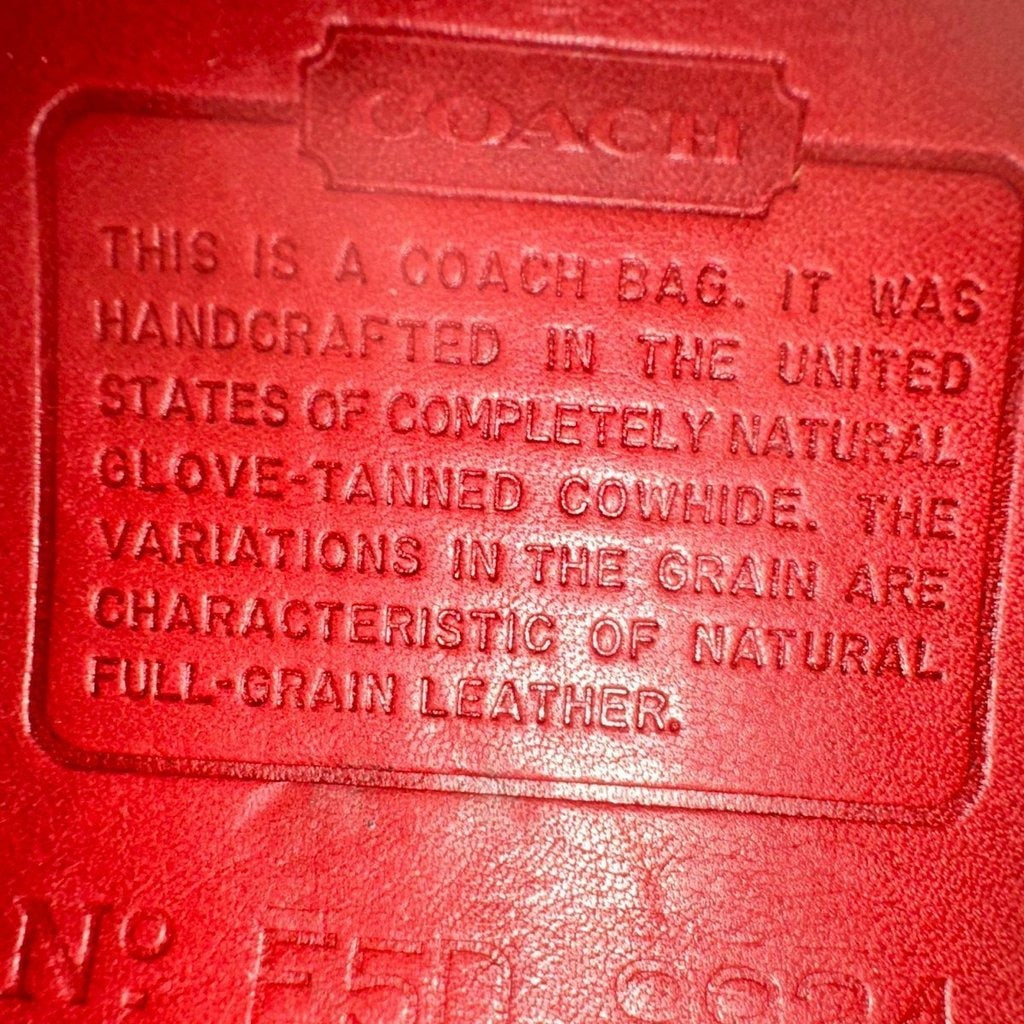 COACH
THIS IS A COACH BAG. IT WAS
HANDCRAFTED IN THE UNITED
STATES OF COMPLETELY NATURAL
GLOVE-TANNED COWHIDE. THE
VARIATIONS IN THE GRAIN ARE
CHARACTERISTIC OF NATURAL
FULL-GRAIN LEATHER.
Nº